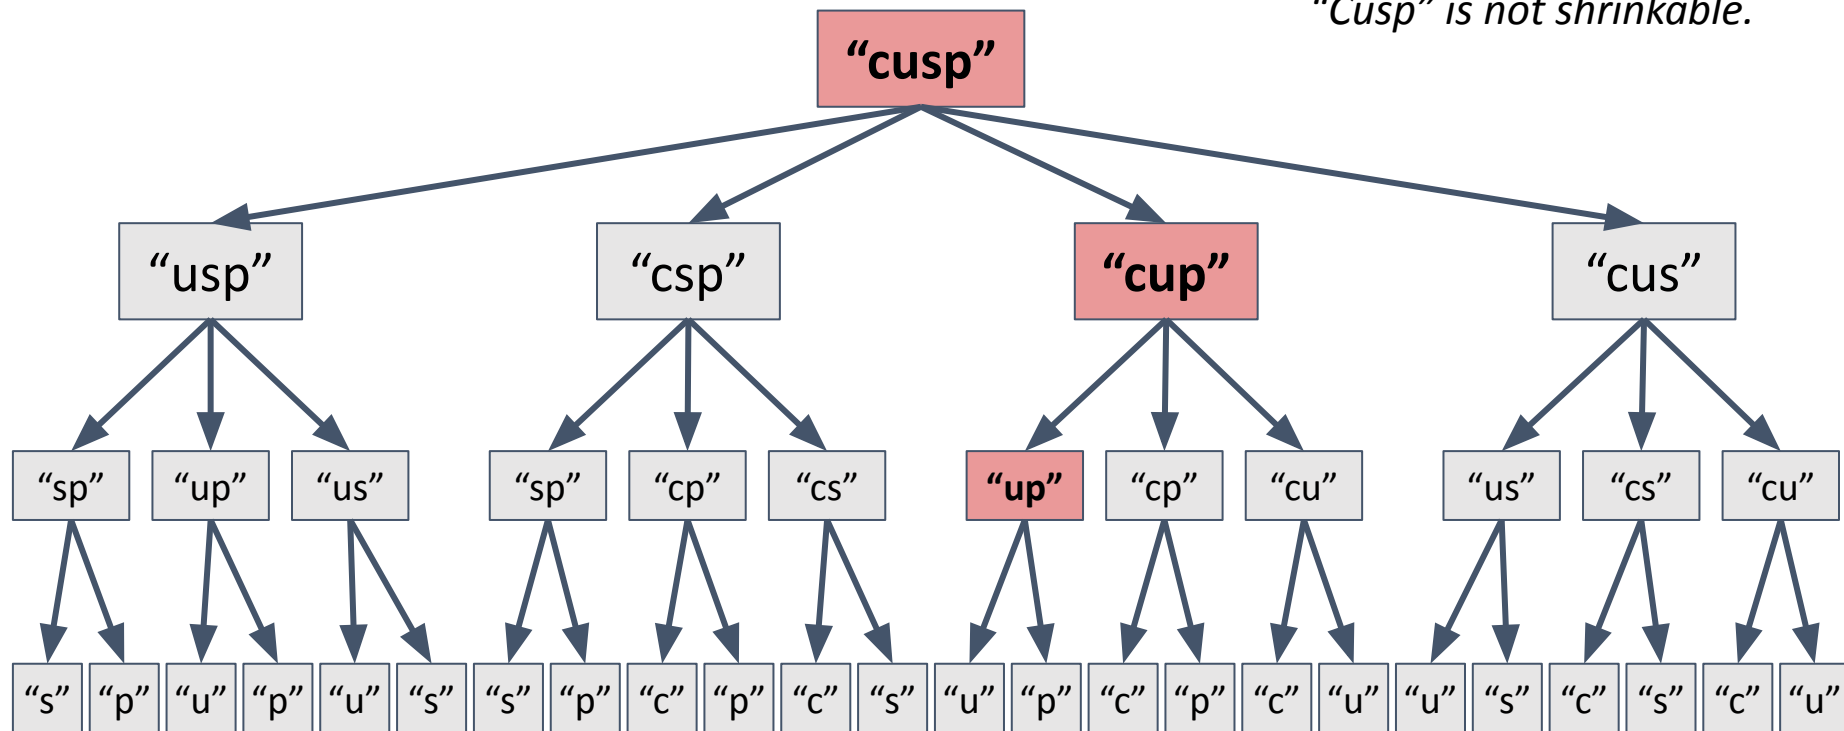 “Cusp” is not shrinkable.
“cusp”
“usp” “csp” “cup” “cus”
“sp” “up” “us” “sp” “cp” “cs” “up” “cp” “cu” “us” “cs” “cu”
“s” “p” “u” “p” “u” “s” “s” “p” “c” “p” “c” “s” “u” “p” “c” “p” “c” “u” “u” “s” “c” “s” “c” “u”